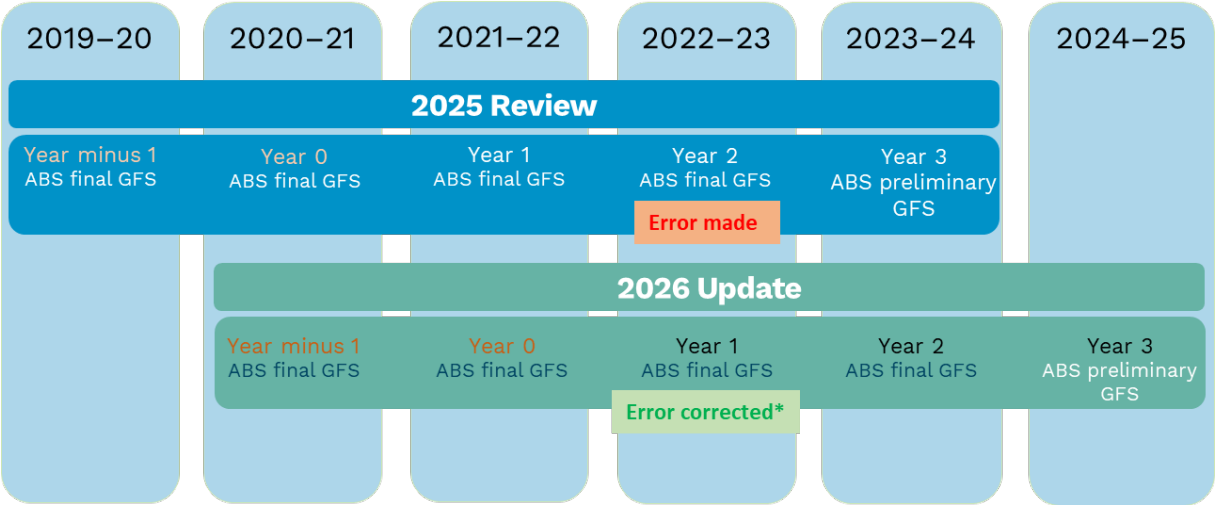 2019–20 2020–21 2021–22 2022–23 2023–24 2024–25
2025 Review
Year minus 1 Year 0 Year 1 Year 2 Year 3
ABS final GFS ABS final GFS ABS final GFS ABS final GFS ABS preliminary
GFS
Error made
2026 Update
Year minus 1 Year 0 Year 1 Year 2 Year 3
ABS final GFS ABS final GFS ABS final GFS ABS final GFS ABS preliminary
GFS
Error corrected*